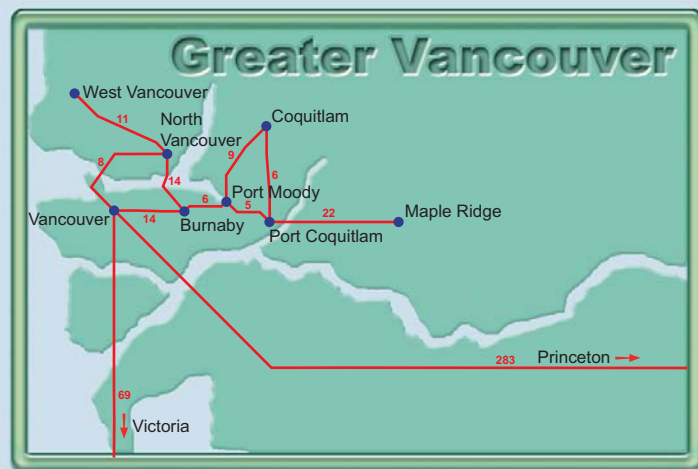 Greater Vancouver
West Vancouver
11
North
Vancouver
Coquitlam
8
9
14
6
Port Moody
6
5
Vancouver
14
Burnaby
22
Maple Ridge
Port Coquitlam
283
Princeton
69
Victoria